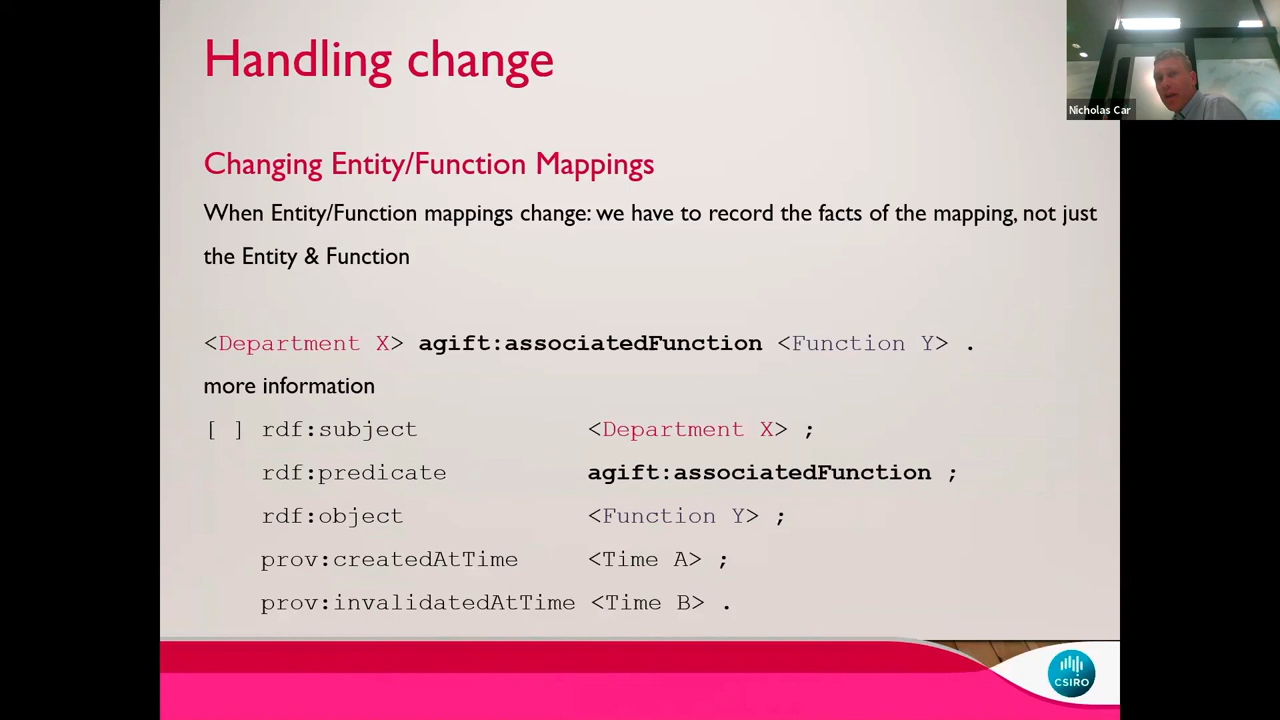 Handling change
Nicholas Car
Changing Entity/Function Mappings
When Entity/Function mappings change: we have to record the facts of the mapping, not just
the Entity & Function
<Department X> agift:associatedFunction <Function Y> .
more information
[ ] rdf:subject <Department X> ;
rdf:predicate agift:associatedFunction ;
rdf:object <Function Y> ;
prov:createdAtTime <Time A> ;
prov:invalidatedAtTime <Time B> .
CSIRO